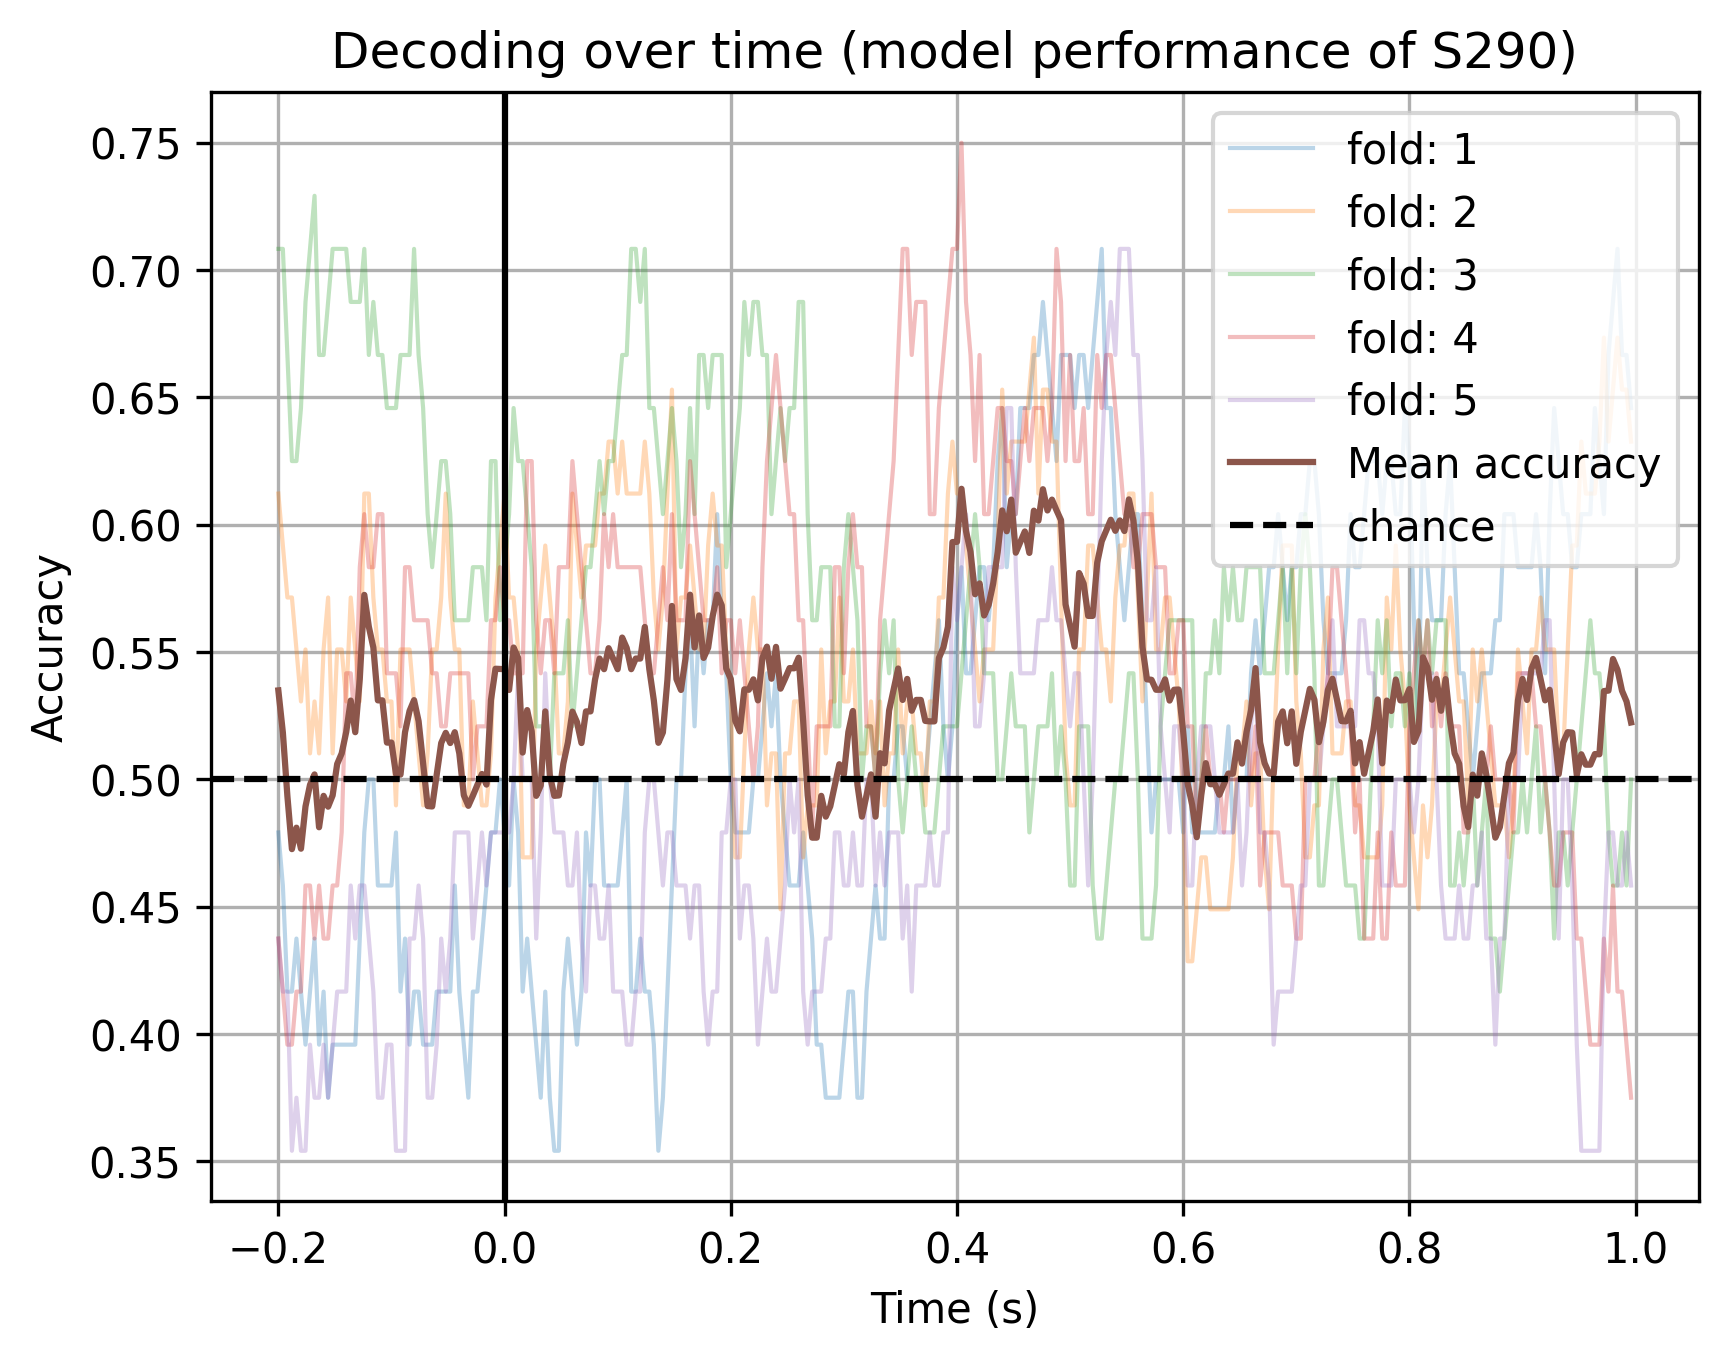 Decoding over time (model performance of S290)
0.75
0.70
0.65
0.60
0.55
0.50
0.45
0.40
0.35
Accuracy
fold: 1
fold: 2
fold: 3
fold: 4
fold: 5
Mean accuracy
chance
−0.2 0.0 0.2 0.4 0.6 0.8 1.0
Time (s)